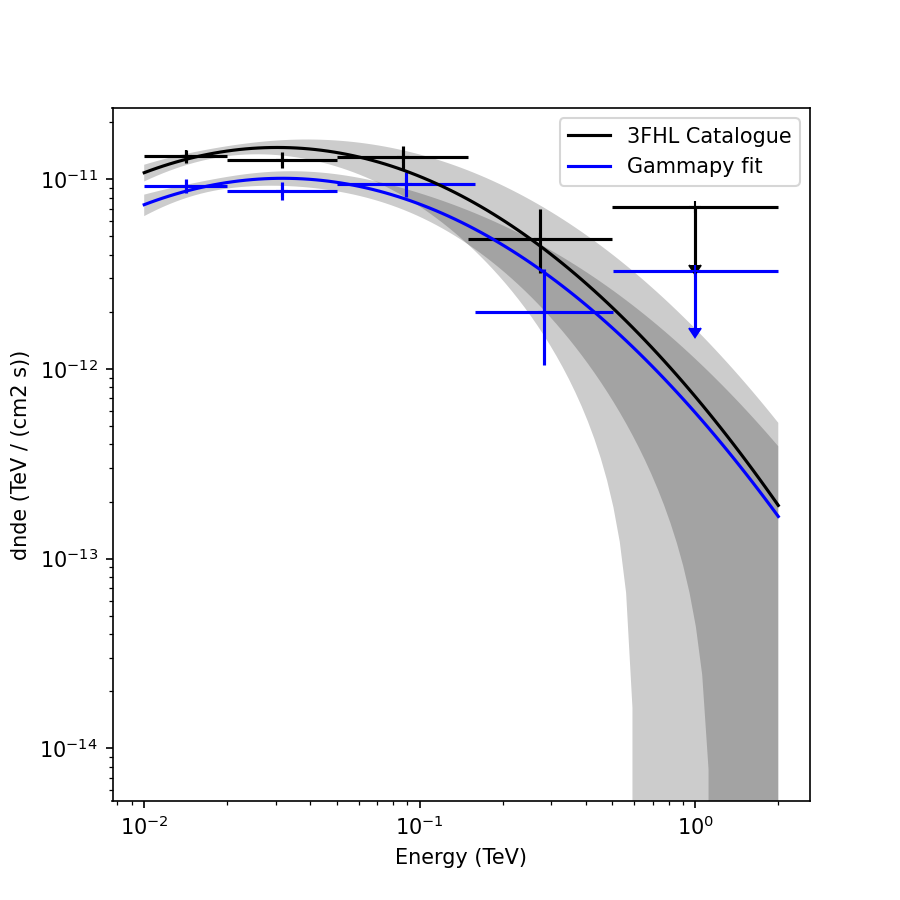 3FHL Catalogue
Gammapy fit
dnde (TeV / (cm2 s))
10⁻¹¹
10⁻¹²
10⁻¹³
10⁻¹⁴
10⁻² 10⁻¹ 10⁰
Energy (TeV)